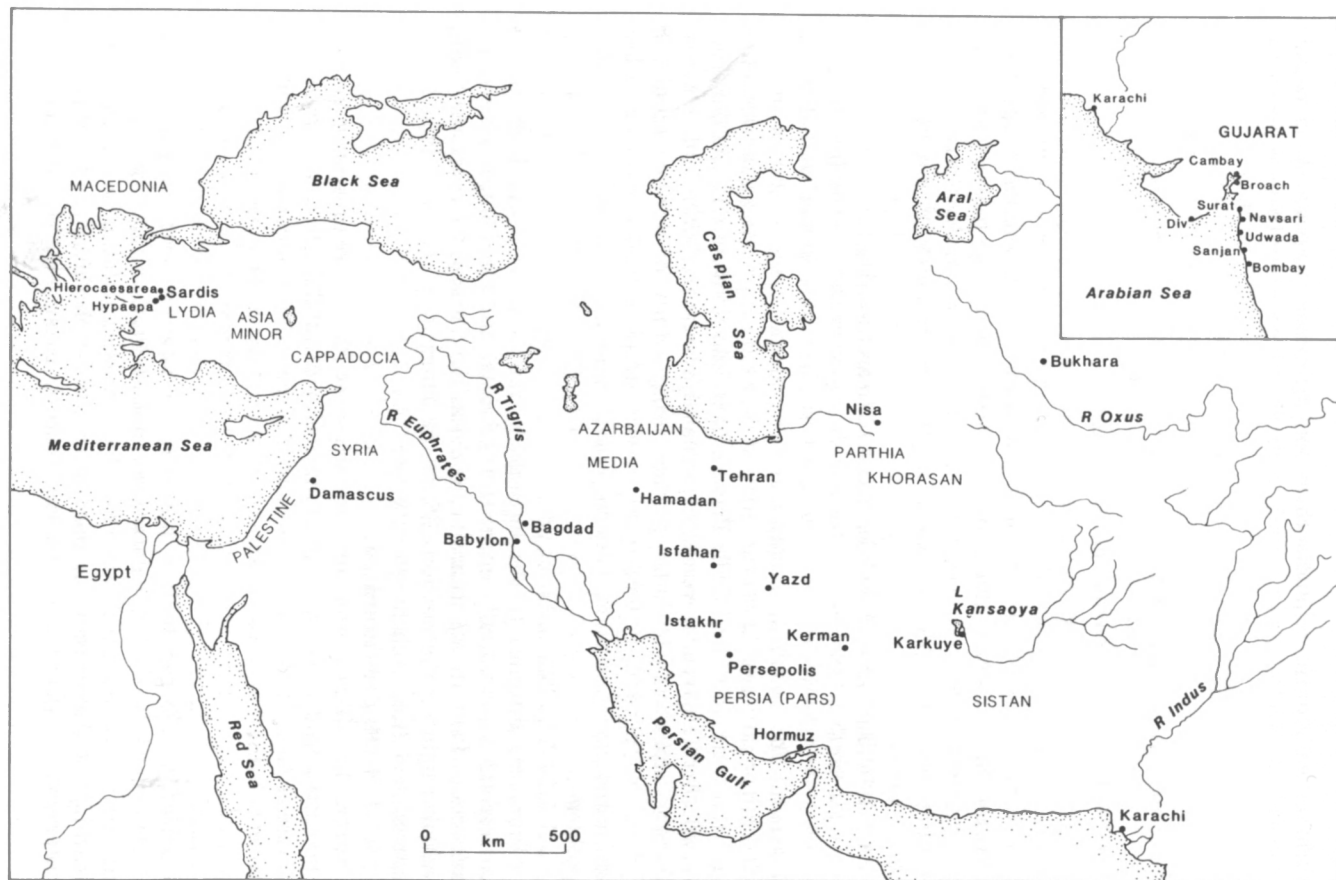 Karachi
GUJARAT
Cambay
Broach
Surat
Navsari
Div
Udwada
Sanjan
Bombay
Arabian Sea
MACEDONIA
Black Sea
Aral
Sea
Caspian
Sea
Hierocaesarea
Sardis
Hypaepa
LYDIA
ASIA
MINOR
CAPPADOCIA
Bukhara
R Oxus
Nisa
R Tigris
R Euphrates
AZARBAIJAN
PARTHIA
KHORASAN
Mediterranean Sea
SYRIA
MEDIA
Tehran
Hamadan
Damascus
PALESTINE
Bagdad
Babylon
Egypt
Isfahan
Yazd
L
Kansaoya
Istakhr
Kerman
Karkuye
Persepolis
PERSIA (PARS)
SISTAN
R Indus
Red Sea
Hormuz
Persian Gulf
Karachi
0 km 500